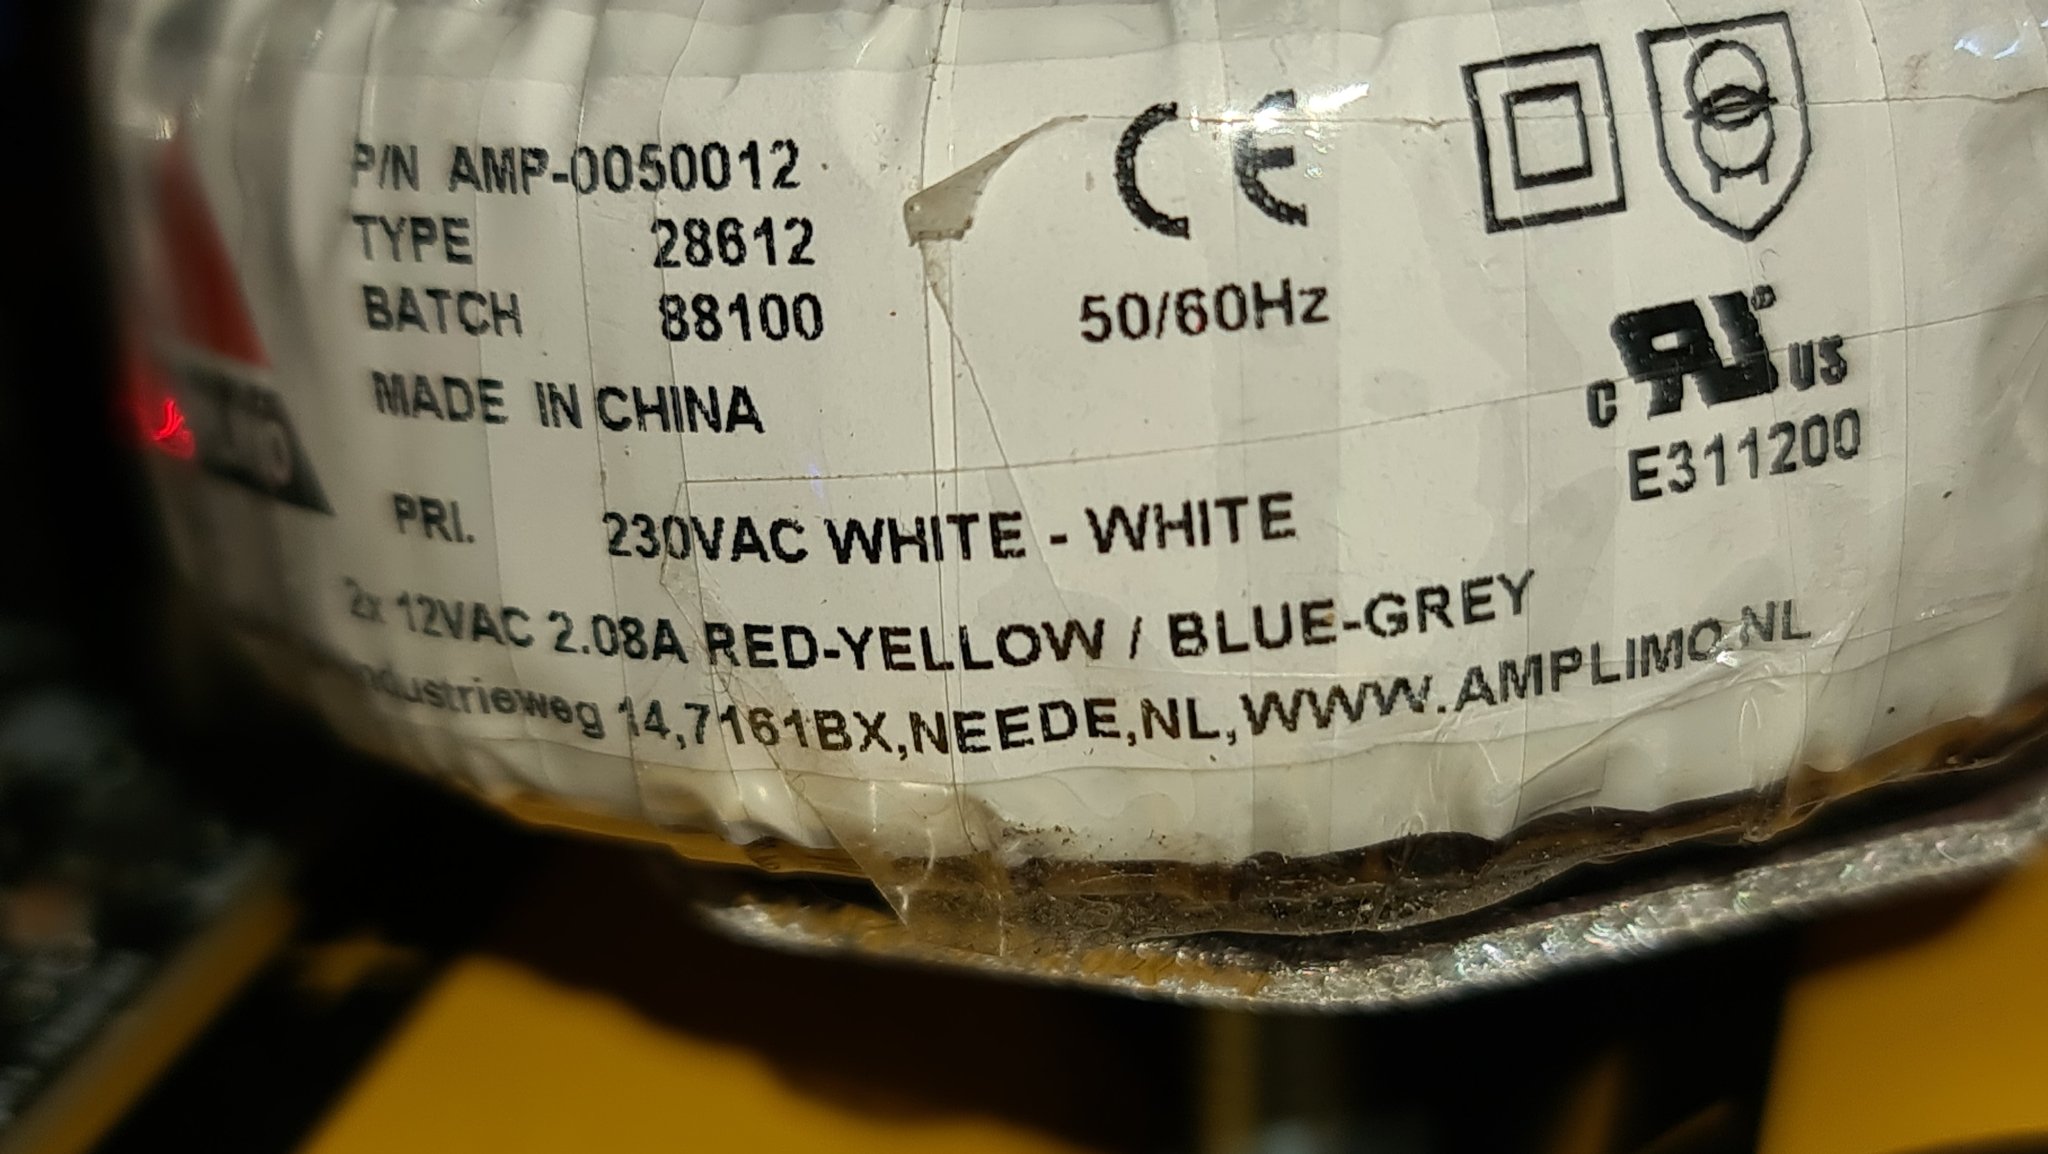 P/N AMP-0050012
TYPE 28612
BATCH 88100
MADE IN CHINA
CE
50/60Hz
c US
E311200
PRI. 230VAC WHITE - WHITE
2x 12VAC 2.08A RED-YELLOW / BLUE-GREY
Industrieweg 14,7161BX,NEEDE,NL,WWW.AMPLIMO.NL